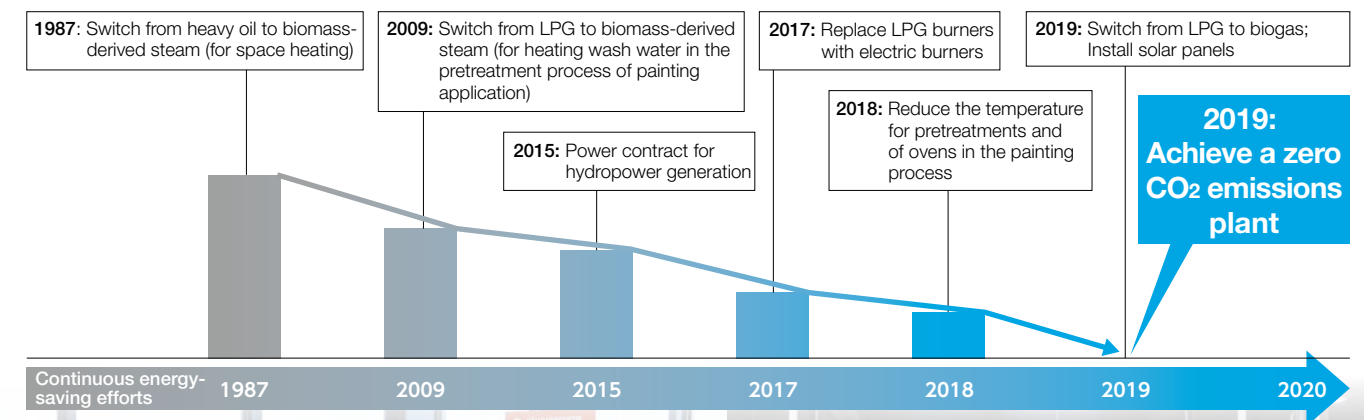 1987: Switch from heavy oil to biomass-
derived steam (for space heating)
2009: Switch from LPG to biomass-derived
steam (for heating wash water in the
pretreatment process of painting
application)
2015: Power contract for
hydropower generation
2017: Replace LPG burners
with electric burners
2018: Reduce the temperature
for pretreatments and
of ovens in the painting
process
2019: Switch from LPG to biogas;
Install solar panels
2019:
Achieve a zero
CO2 emissions
plant
Continuous energy-
saving efforts
1987 2009 2015 2017 2018 2019 2020